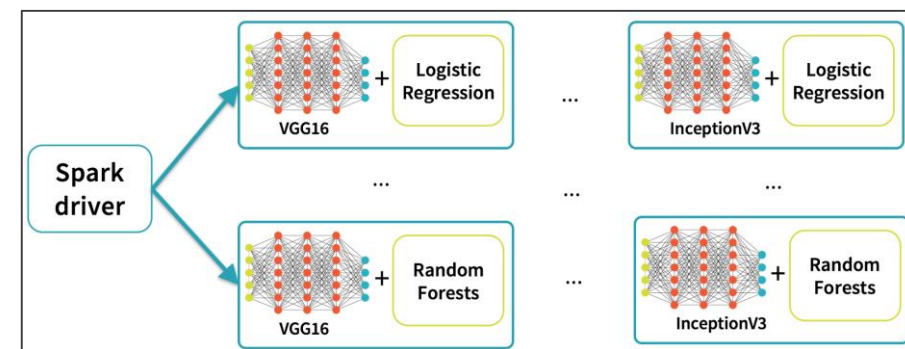 Logistic
Regression
+
VGG16
...
Logistic
Regression
+
InceptionV3
Spark
driver
...
...
...
Random
Forests
+
VGG16
...
Random
Forests
+
InceptionV3